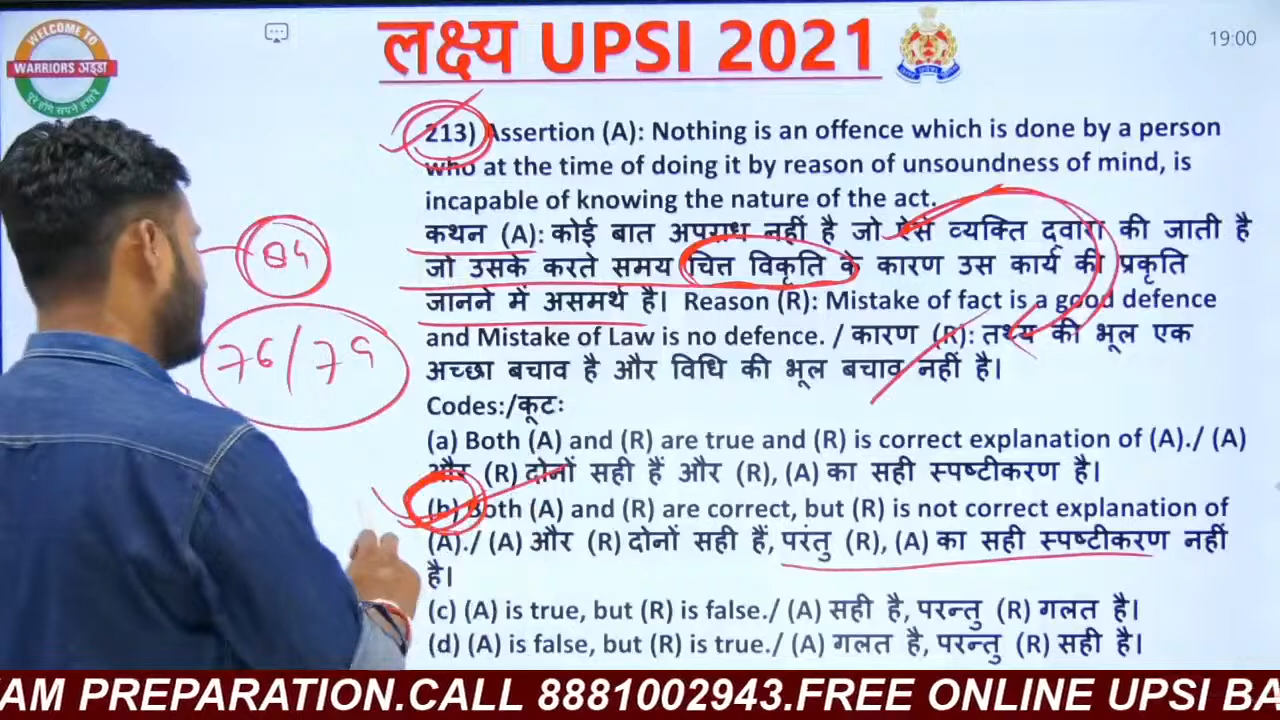 WELCOME TO
WARRIORS अड्डा
पूरे होंगे सपने हमारे
लक्ष्य UPSI 2021
19:00
213) Assertion (A): Nothing is an offence which is done by a person
who at the time of doing it by reason of unsoundness of mind, is
incapable of knowing the nature of the act.
कथन (A): कोई बात अपराध नहीं है जो ऐसे व्यक्ति द्वारा की जाती है
जो उसके करते समय चित्त विकृति के कारण उस कार्य की प्रकृति
जानने में असमर्थ है। Reason (R): Mistake of fact is a good defence
and Mistake of Law is no defence. / कारण (R): तथ्य की भूल एक
अच्छा बचाव है और विधि की भूल बचाव नहीं है।
84
76/79
Codes:/कूटः
(a) Both (A) and (R) are true and (R) is correct explanation of (A)./ (A)
और (R) दोनों सही हैं और (R), (A) का सही स्पष्टीकरण है।
(b) Both (A) and (R) are correct, but (R) is not correct explanation of
(A)./ (A) और (R) दोनों सही हैं, परंतु (R), (A) का सही स्पष्टीकरण नहीं
है।
(c) (A) is true, but (R) is false./ (A) सही है, परन्तु (R) गलत है।
(d) (A) is false, but (R) is true./ (A) गलत है, परन्तु (R) सही है।
AM PREPARATION.CALL 8881002943.FREE ONLINE UPSI BA